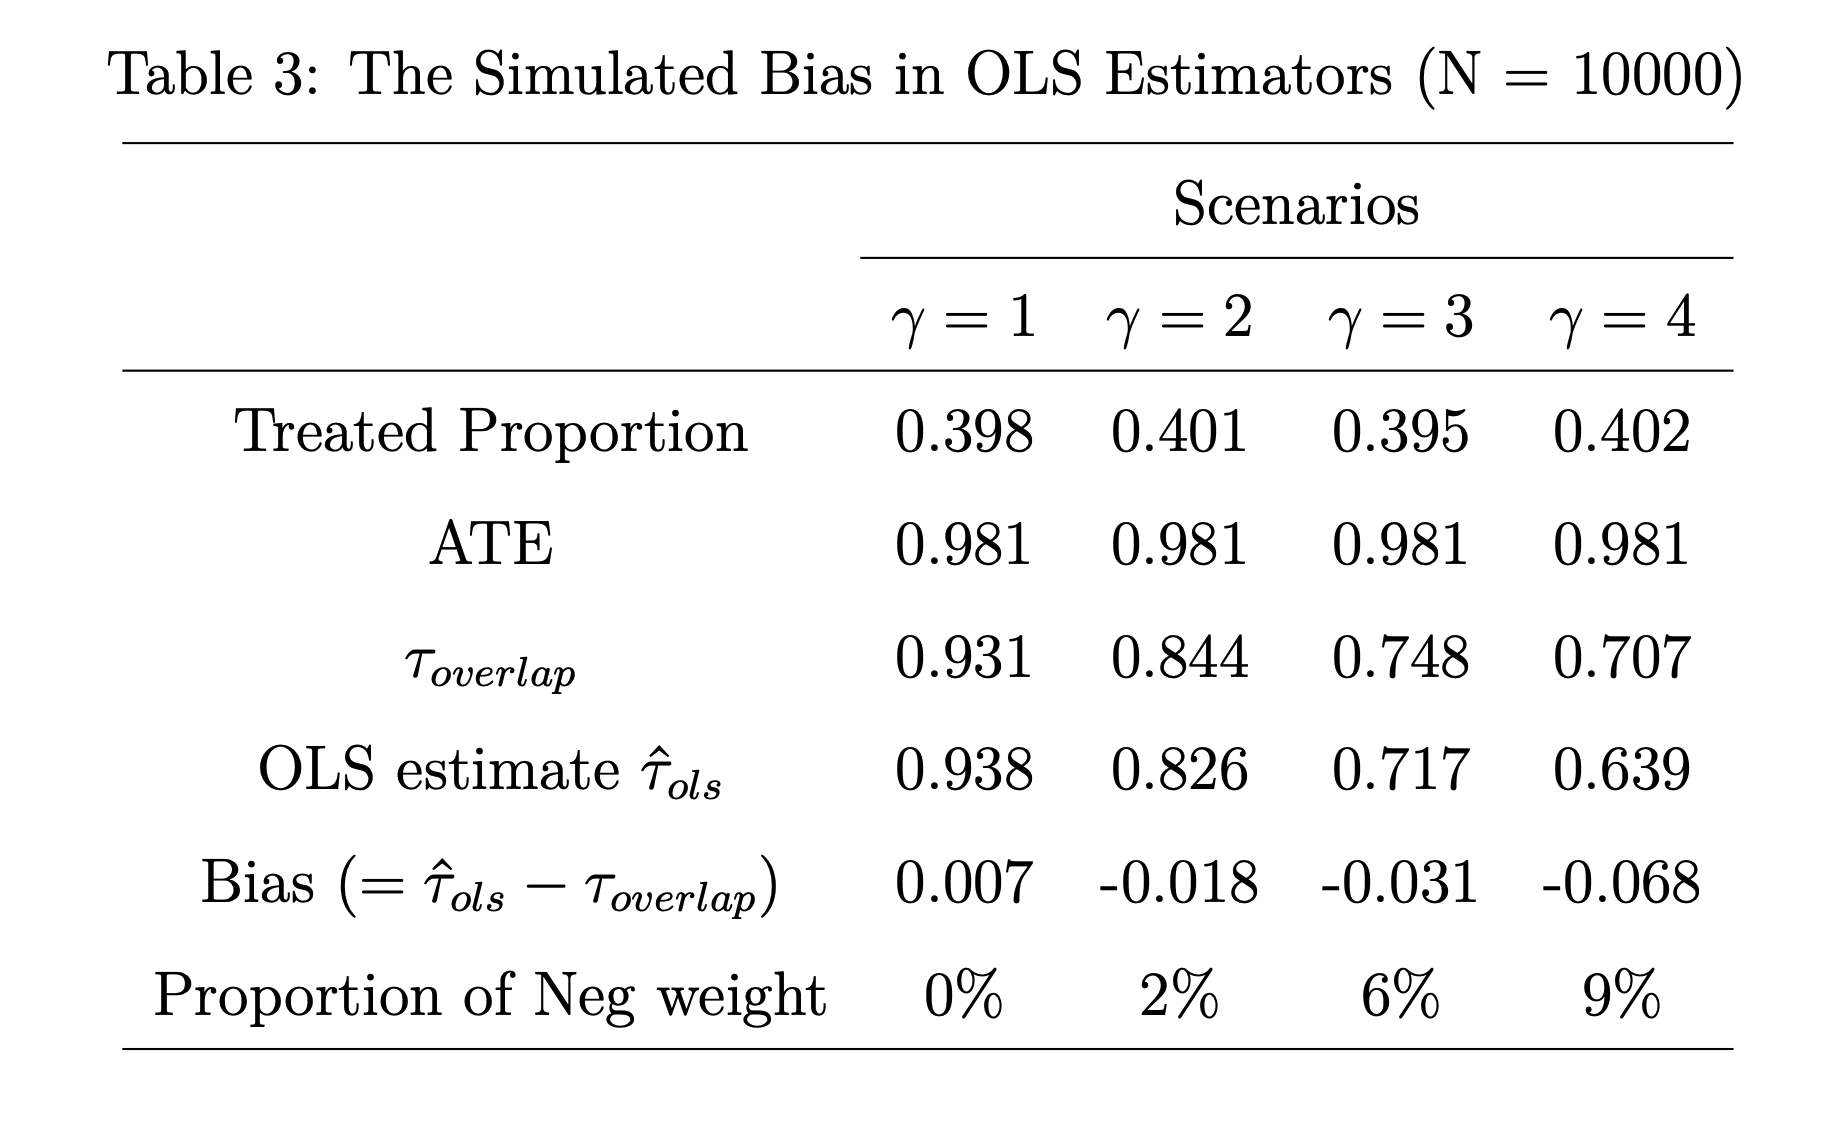 Table 3: The Simulated Bias in OLS Estimators (N = 10000)
Scenarios
γ = 1 γ = 2 γ = 3 γ = 4
Treated Proportion 0.398 0.401 0.395 0.402
ATE 0.981 0.981 0.981 0.981
τ_overlap 0.931 0.844 0.748 0.707
OLS estimate τ̂_ols 0.938 0.826 0.717 0.639
Bias (= τ̂_ols − τ_overlap) 0.007 -0.018 -0.031 -0.068
Proportion of Neg weight 0% 2% 6% 9%